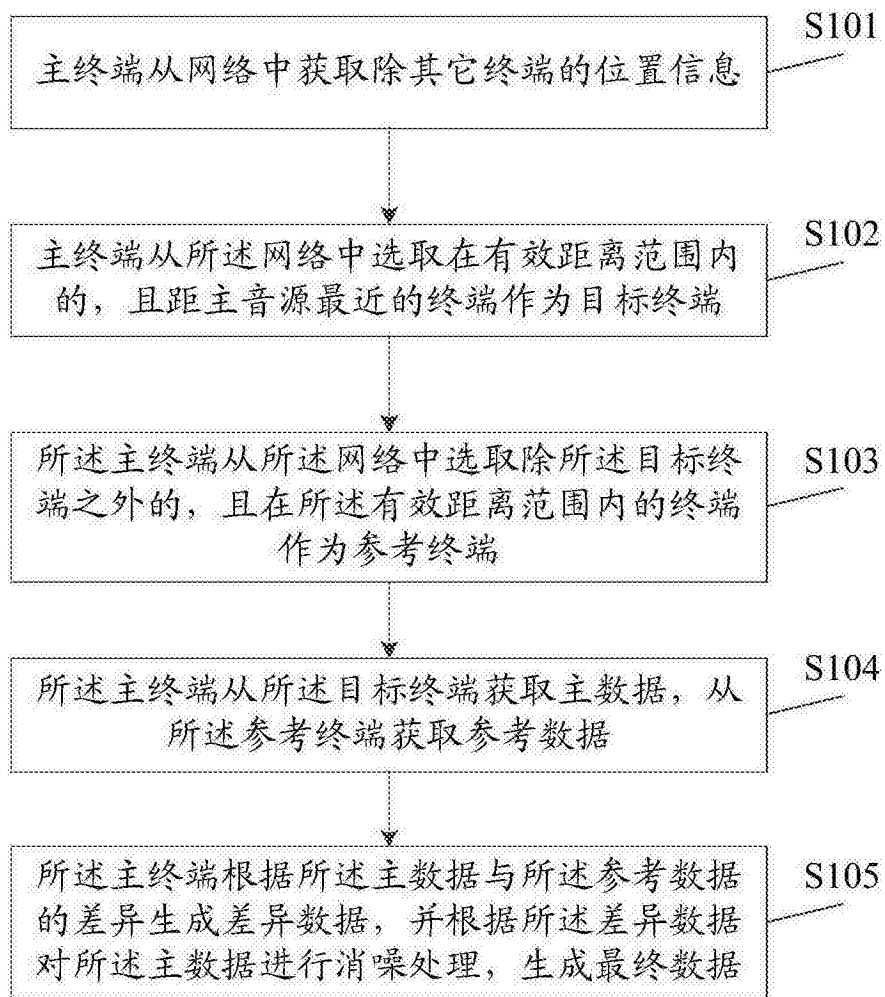 S101
主终端从网络中获取除其它终端的位置信息
S102
主终端从所述网络中选取在有效距离范围内
的，且距主音源最近的终端作为目标终端
S103
所述主终端从所述网络中选取除所述目标终
端之外的，且在所述有效距离范围内的终端
作为参考终端
S104
所述主终端从所述目标终端获取主数据，从
所述参考终端获取参考数据
S105
所述主终端根据所述主数据与所述参考数据
的差异生成差异数据，并根据所述差异数据
对所述主数据进行消噪处理，生成最终数据